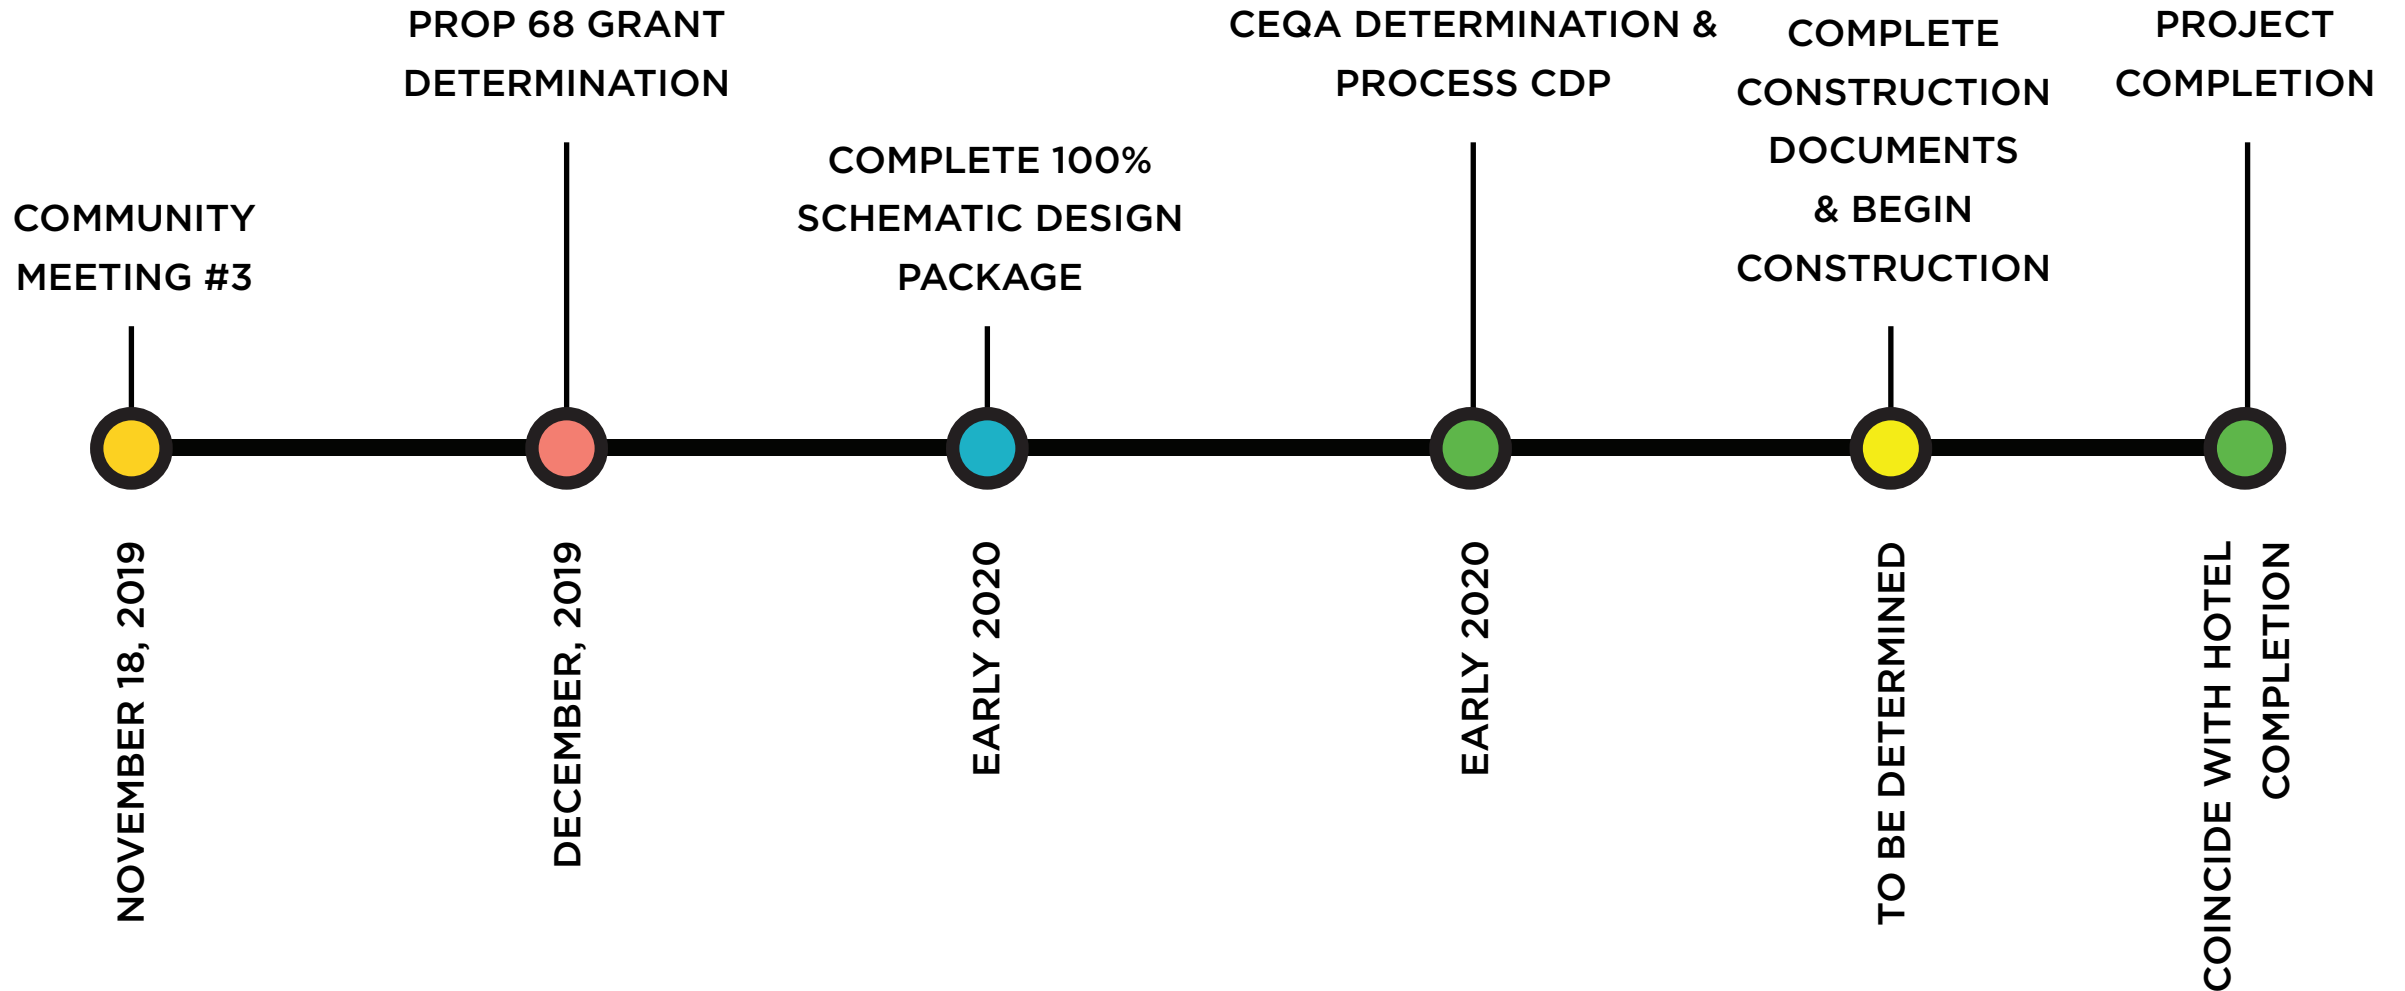 COMMUNITY
MEETING #3
NOVEMBER 18, 2019
PROP 68 GRANT
DETERMINATION
DECEMBER, 2019
COMPLETE 100%
SCHEMATIC DESIGN
PACKAGE
EARLY 2020
CEQA DETERMINATION &
PROCESS CDP
EARLY 2020
COMPLETE
CONSTRUCTION
DOCUMENTS
& BEGIN
CONSTRUCTION
TO BE DETERMINED
PROJECT
COMPLETION
COINCIDE WITH HOTEL
COMPLETION